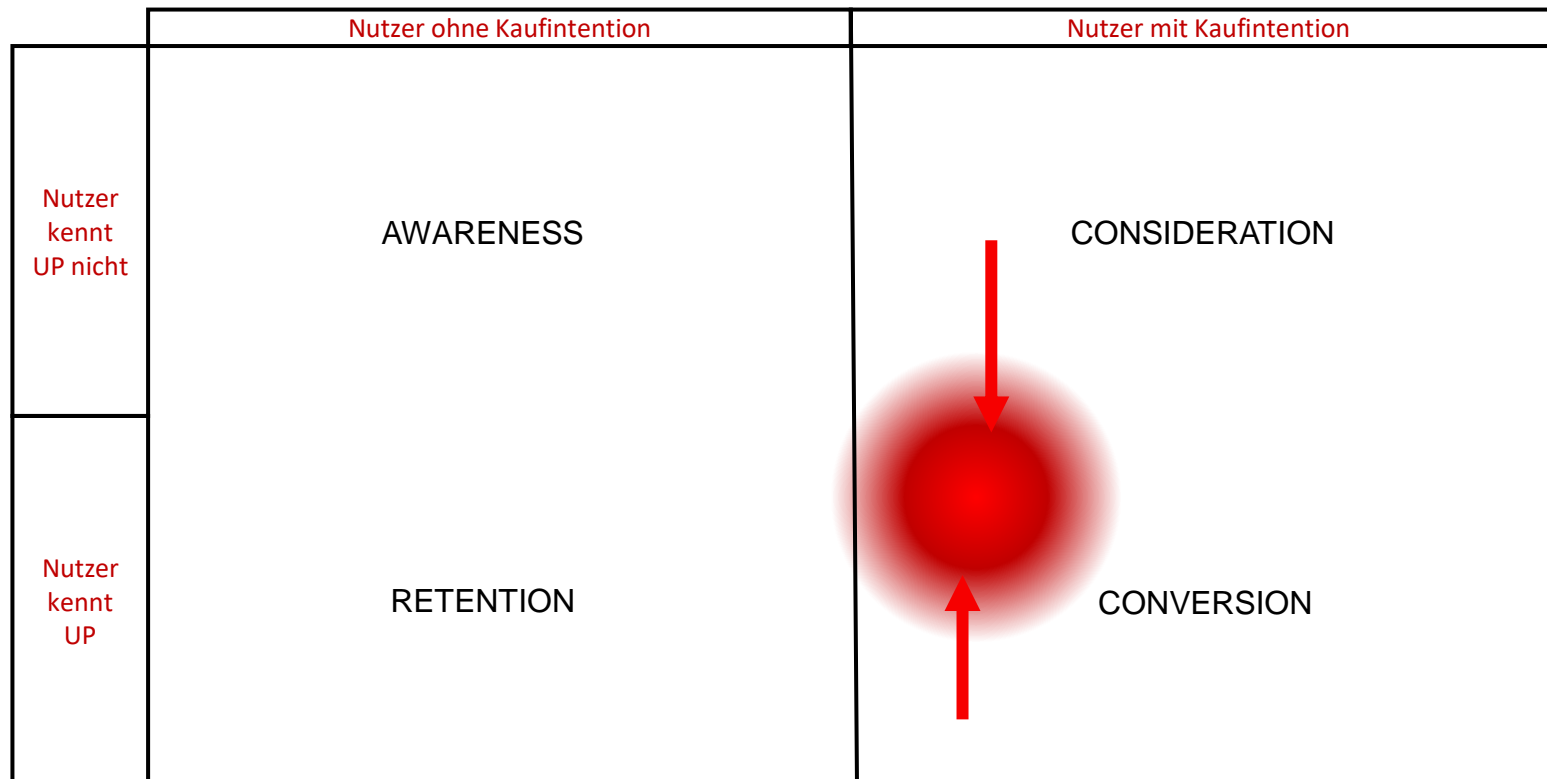 Nutzer ohne Kaufintention
Nutzer mit Kaufintention
Nutzer
kennt
UP nicht
AWARENESS
CONSIDERATION
Nutzer
kennt
UP
RETENTION
CONVERSION